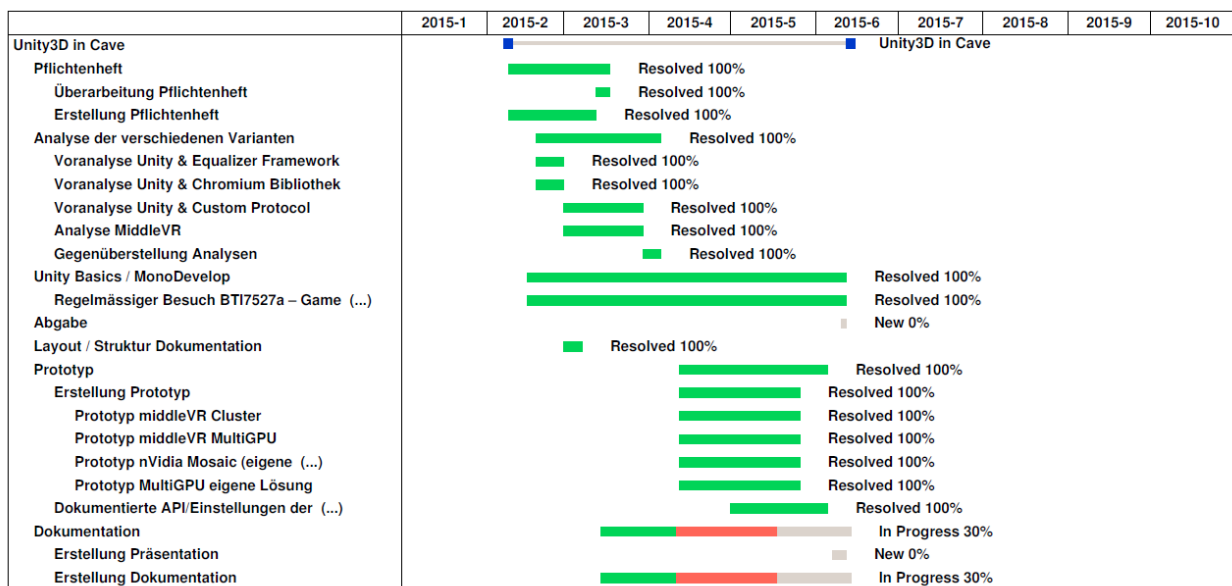 2015-1 2015-2 2015-3 2015-4 2015-5 2015-6 2015-7 2015-8 2015-9 2015-10
Unity3D in Cave Unity3D in Cave
Pflichtenheft Resolved 100%
Überarbeitung Pflichtenheft Resolved 100%
Erstellung Pflichtenheft Resolved 100%
Analyse der verschiedenen Varianten Resolved 100%
Voranalyse Unity & Equalizer Framework Resolved 100%
Voranalyse Unity & Chromium Bibliothek Resolved 100%
Voranalyse Unity & Custom Protocol Resolved 100%
Analyse MiddleVR Resolved 100%
Gegenüberstellung Analysen Resolved 100%
Unity Basics / MonoDevelop Resolved 100%
Regelmässiger Besuch BTI7527a – Game (...) Resolved 100%
Abgabe New 0%
Layout / Struktur Dokumentation Resolved 100%
Prototyp Resolved 100%
Erstellung Prototyp Resolved 100%
Prototyp middleVR Cluster Resolved 100%
Prototyp middleVR MultiGPU Resolved 100%
Prototyp nVidia Mosaic (eigene (...) Resolved 100%
Prototyp MultiGPU eigene Lösung Resolved 100%
Dokumentierte API/Einstellungen der (...) Resolved 100%
Dokumentation In Progress 30%
Erstellung Präsentation New 0%
Erstellung Dokumentation In Progress 30%